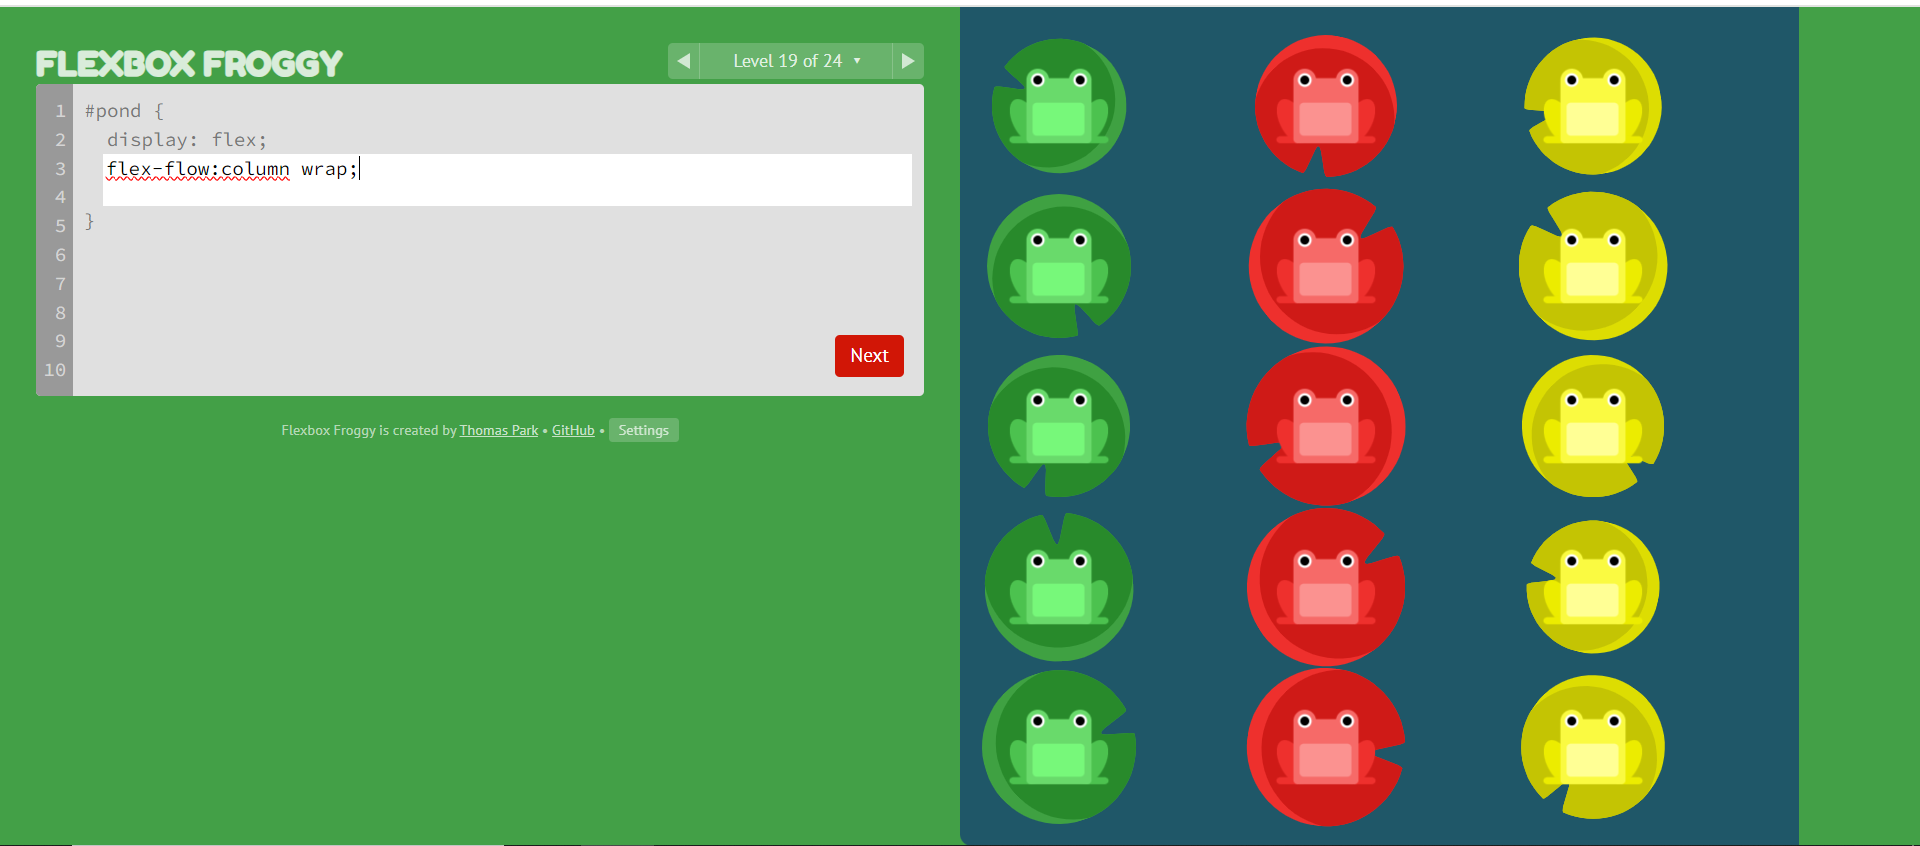 FLEXBOX FROGGY
Level 19 of 24 ▾
1 #pond {
2 display: flex;
3 flex-flow:column wrap;
4
5 }
6
7
8
9
10
Next
Flexbox Froggy is created by Thomas Park • GitHub • Settings